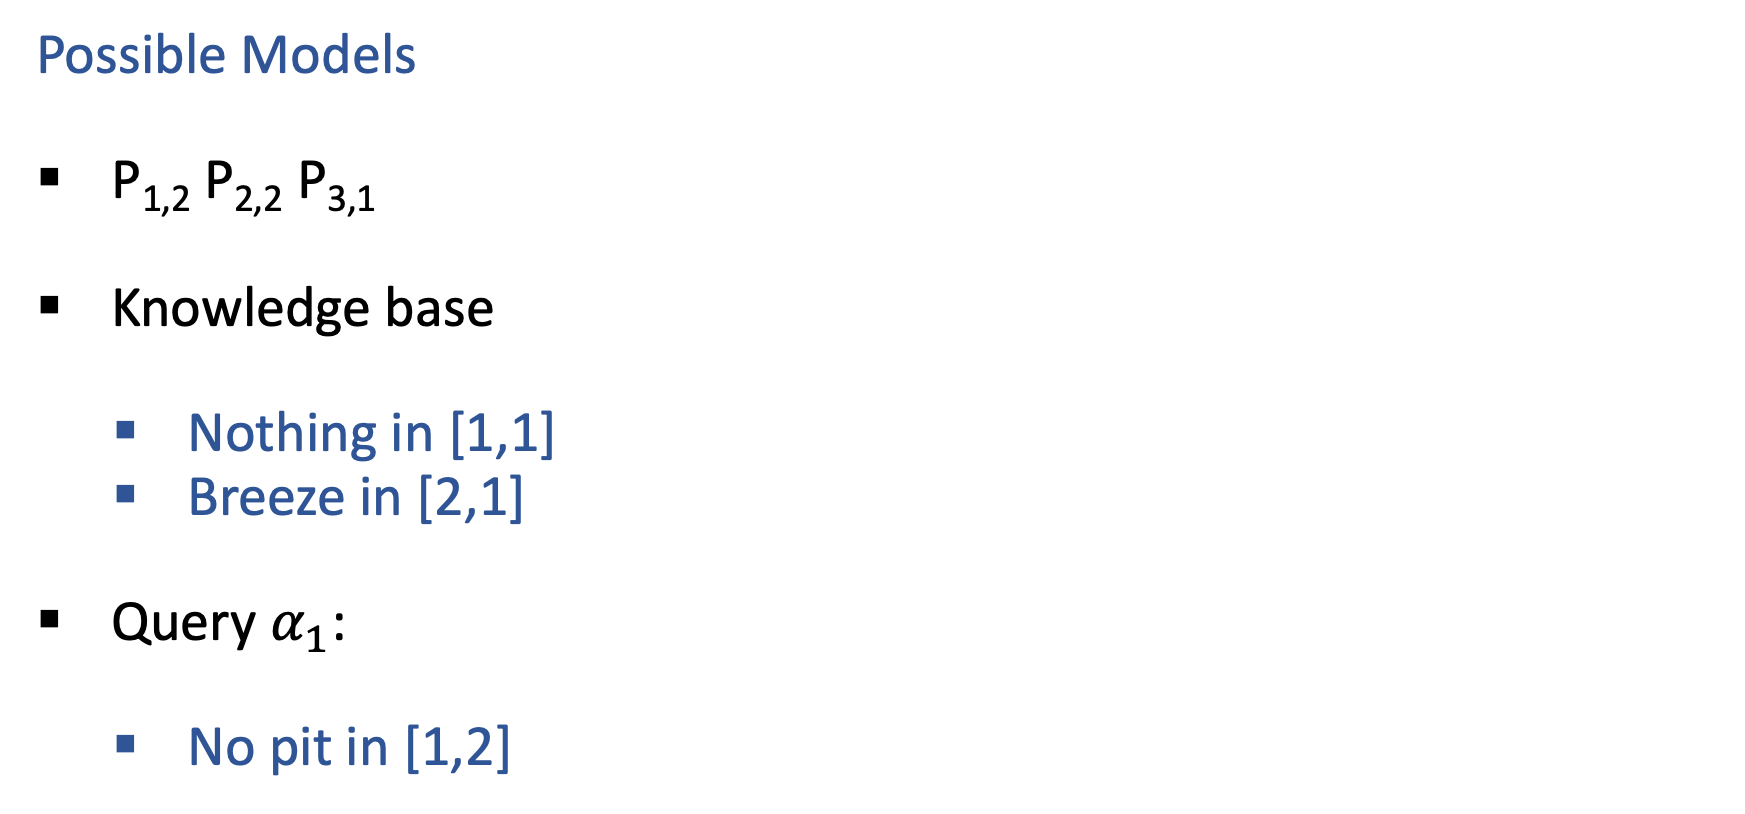 Possible Models
▪ P₁,₂ P₂,₂ P₃,₁
▪ Knowledge base
▪ Nothing in [1,1]
▪ Breeze in [2,1]
▪ Query α₁:
▪ No pit in [1,2]